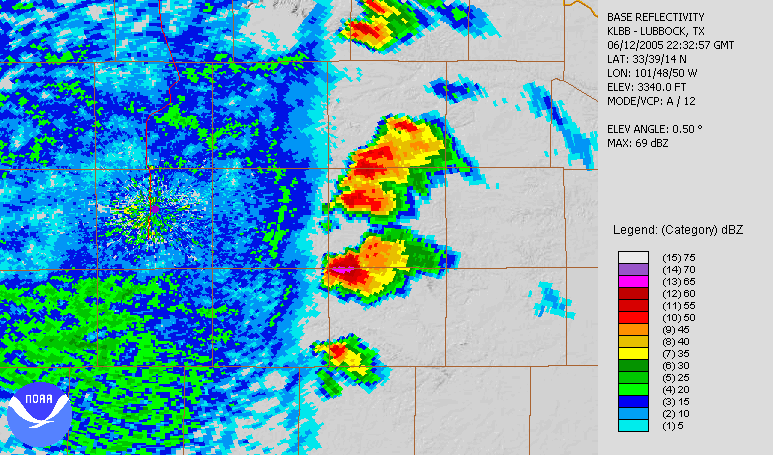 BASE REFLECTIVITY
KLBB - LUBBOCK, TX
06/12/2005 22:32:57 GMT
LAT: 33/39/14 N
LON: 101/48/50 W
ELEV: 3340.0 FT
MODE/VCP: A / 12
ELEV ANGLE: 0.50 °
MAX: 69 dBZ
Legend: (Category) dBZ
(15) 75
(14) 70
(13) 65
(12) 60
(11) 55
(10) 50
(9) 45
(8) 40
(7) 35
(6) 30
(5) 25
(4) 20
(3) 15
(2) 10
(1) 5
NOAA